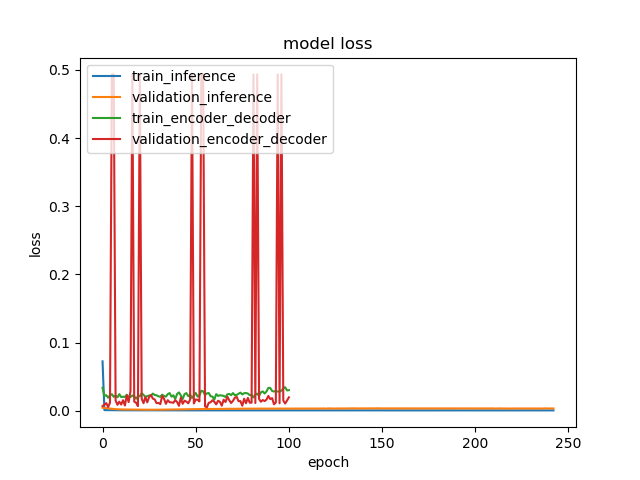 model loss
train_inference
validation_inference
train_encoder_decoder
validation_encoder_decoder
0.5
0.4
0.3
0.2
0.1
0.0
loss
0 50 100 150 200 250
epoch